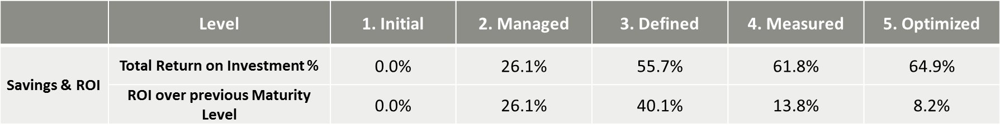 Level 1. Initial 2. Managed 3. Defined 4. Measured 5. Optimized
Savings & ROI
Total Return on Investment % 0.0% 26.1% 55.7% 61.8% 64.9%
ROI over previous Maturity
Level
0.0% 26.1% 40.1% 13.8% 8.2%